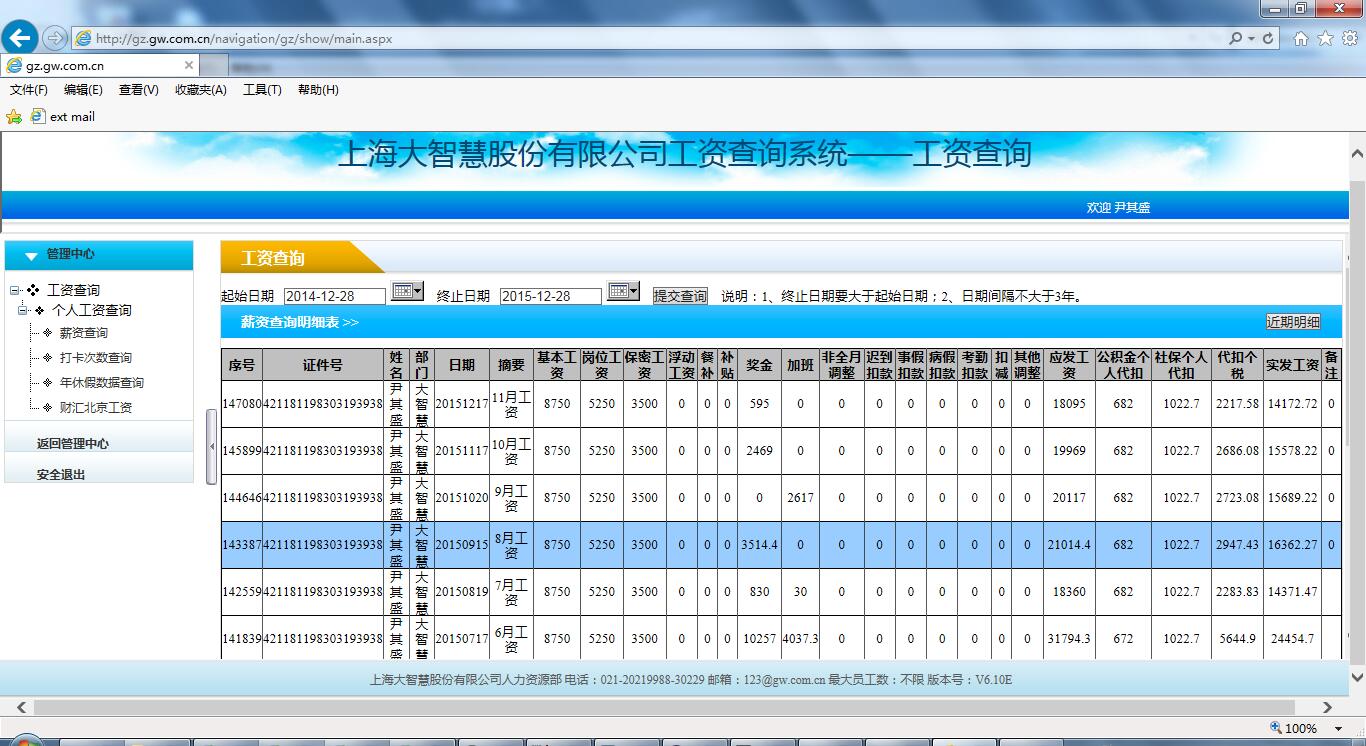 http://gz.gw.com.cn/navigation/gz/show/main.aspx
gz.gw.com.cn
文件(F) 编辑(E) 查看(V) 收藏夹(A) 工具(T) 帮助(H)
ext mail
上海大智慧股份有限公司工资查询系统——工资查询
欢迎 尹其盛
管理中心
工资查询
个人工资查询
薪资查询
打卡次数查询
年休假数据查询
财汇北京工资
返回管理中心
安全退出
工资查询
起始日期 2014-12-28 终止日期 2015-12-28 提交查询 说明：1、终止日期要大于起始日期；2、日期间隔不大于3年。
薪资查询明细表 >> 近期明细
序号 证件号 姓名 部门 日期 摘要 基本工资 岗位工资 保密工资 浮动工资 餐补 补贴 奖金 加班 非全月调整 迟到扣款 事假扣款 病假扣款 考勤扣款 扣减 其他调整 应发工资 公积金个人代扣 社保个人代扣 代扣个税 实发工资 备注
147080 421181198303193938 尹其盛 大智慧 20151217 11月工资 8750 5250 3500 0 0 0 595 0 0 0 0 0 0 0 0 18095 682 1022.7 2217.58 14172.72 0
145899 421181198303193938 尹其盛 大智慧 20151117 10月工资 8750 5250 3500 0 0 0 2469 0 0 0 0 0 0 0 0 19969 682 1022.7 2686.08 15578.22 0
144646 421181198303193938 尹其盛 大智慧 20151020 9月工资 8750 5250 3500 0 0 0 0 2617 0 0 0 0 0 0 0 20117 682 1022.7 2723.08 15689.22 0
143387 421181198303193938 尹其盛 大智慧 20150915 8月工资 8750 5250 3500 0 0 0 3514.4 0 0 0 0 0 0 0 0 21014.4 682 1022.7 2947.43 16362.27 0
142559 421181198303193938 尹其盛 大智慧 20150819 7月工资 8750 5250 3500 0 0 0 830 30 0 0 0 0 0 0 0 18360 682 1022.7 2283.83 14371.47
141839 421181198303193938 尹其盛 大智慧 20150717 6月工资 8750 5250 3500 0 0 0 10257 4037.3 0 0 0 0 0 0 0 31794.3 672 1022.7 5644.9 24454.7
上海大智慧股份有限公司人力资源部 电话：021-20219988-30229 邮箱：123@gw.com.cn 最大员工数：不限 版本号：V6.10E
100%